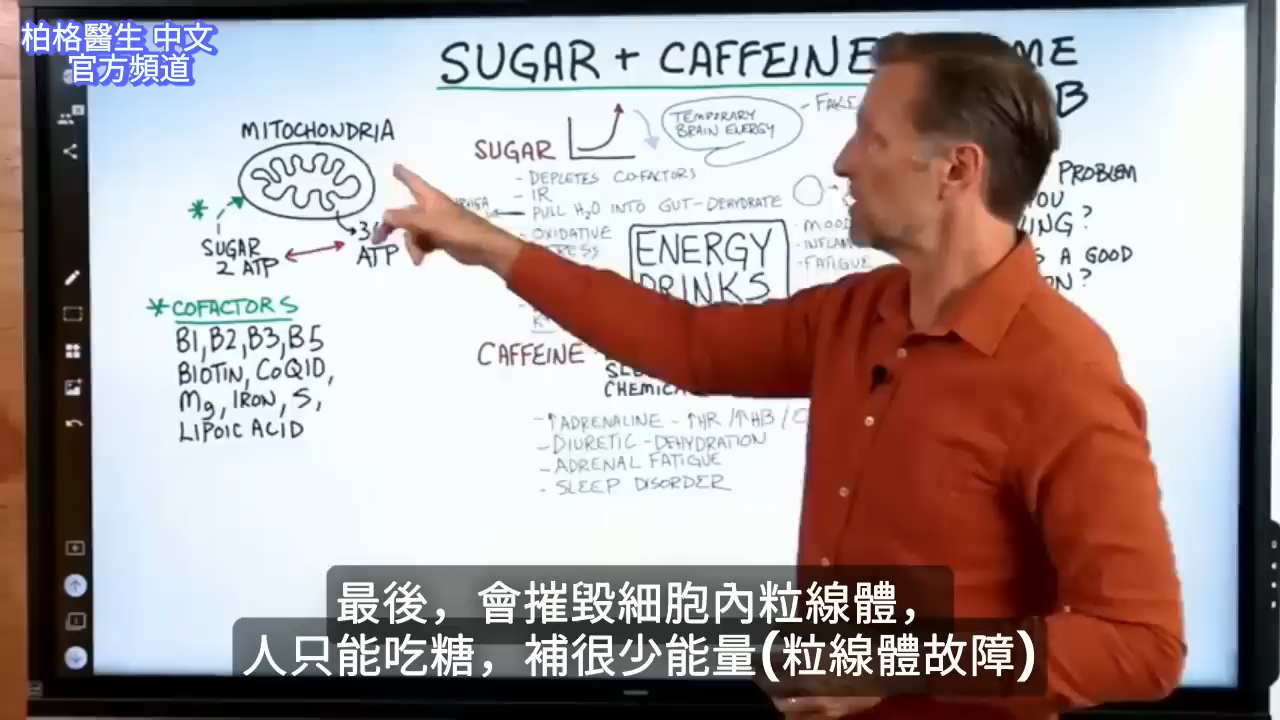 柏格醫生 中文
官方頻道
SUGAR + CAFFEINE
MITOCHONDRIA
SUGAR
2 ATP
ATP
*
* COFACTORS
B1, B2, B3, B5
BIOTIN, CoQ10,
Mg, IRON, S,
LIPOIC ACID
SUGAR
TEMPORARY
BRAIN ENERGY
- DEPLETES COFACTORS
- IR
- PULL H₂O INTO GUT - DEHYDRATE
- OXIDATIVE
ENERGY
DRINKS
- FATIGUE
PROBLEM
A GOOD
CAFFEINE
- ↑ADRENALINE - ↑HR / ↑HB /
- DIURETIC - DEHYDRATION
- ADRENAL FATIGUE
- SLEEP DISORDER
最後，會摧毀細胞內粒線體，
人只能吃糖，補很少能量(粒線體故障)